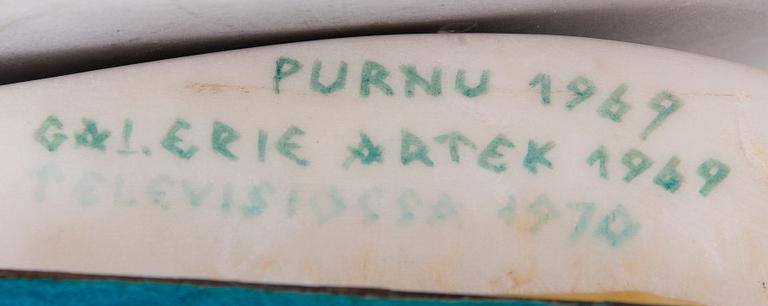 PURNU 1969
GALERIE ARTEK 1969
TELEVISIOSSA 1970